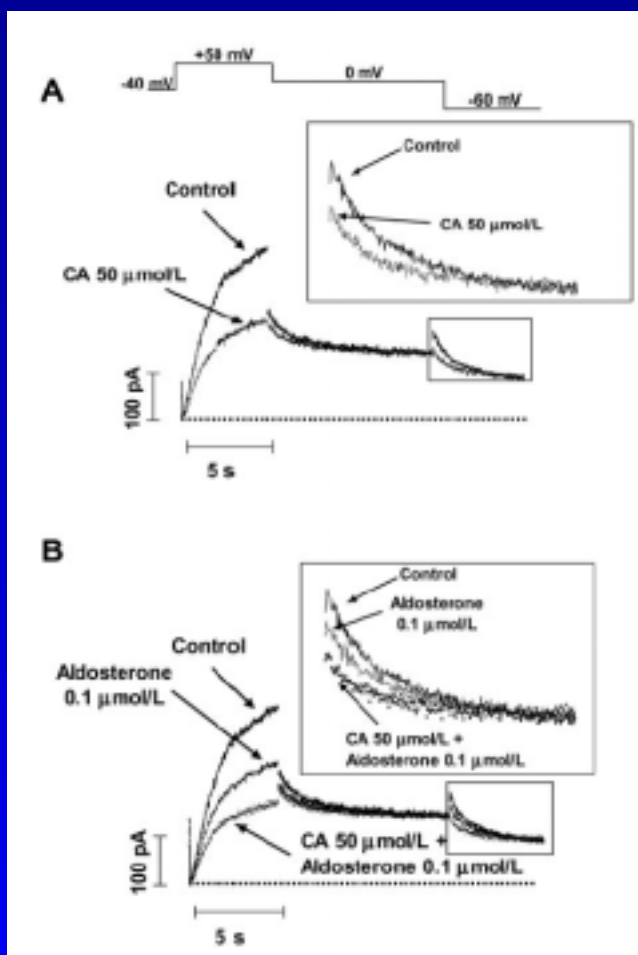 A
-40 mV
+50 mV
0 mV
-60 mV
Control
CA 50 μmol/L
Control
CA 50 μmol/L
100 pA
5 s
B
Control
Aldosterone
0.1 μmol/L
CA 50 μmol/L +
Aldosterone 0.1 μmol/L
Control
Aldosterone
0.1 μmol/L
CA 50 μmol/L +
Aldosterone 0.1 μmol/L
100 pA
5 s